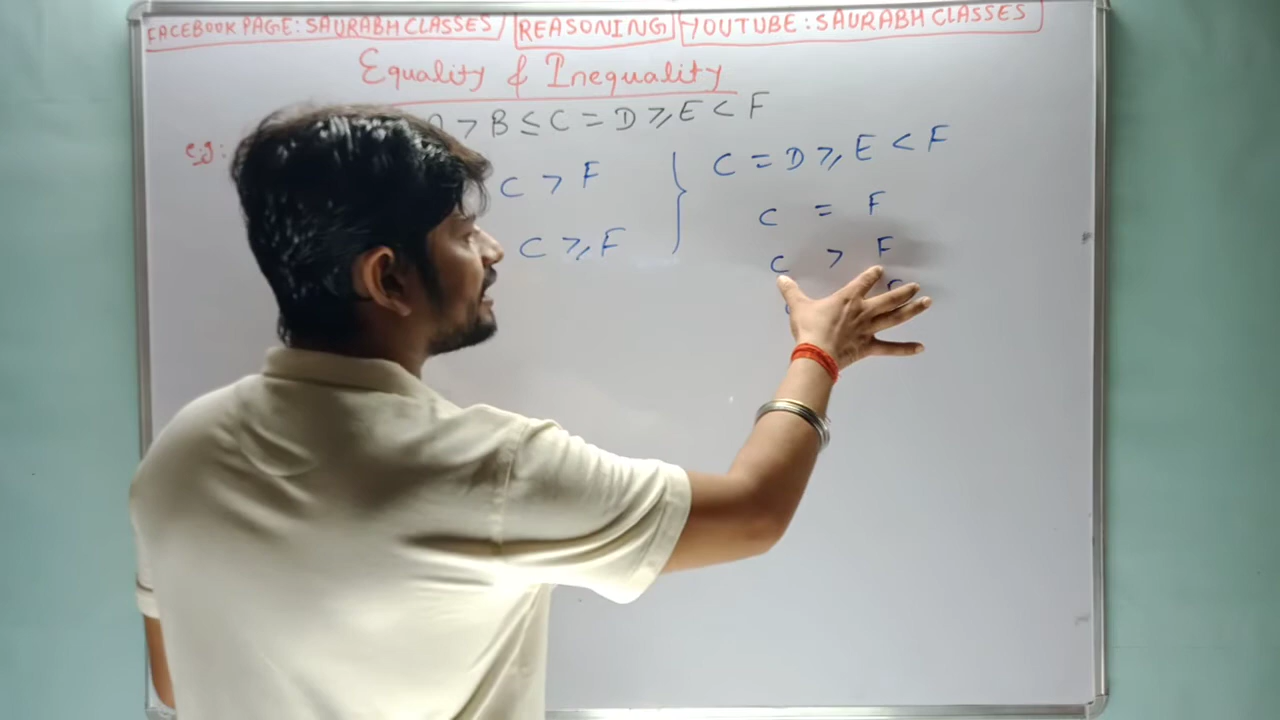 FACEBOOK PAGE: SAURABH CLASSES REASONING YOUTUBE: SAURABH CLASSES
Equality & Inequality
e.g: > B ≤ C = D ≥ E < F
C > F
C ≥ F
C = D ≥ E < F
C = F
C > F